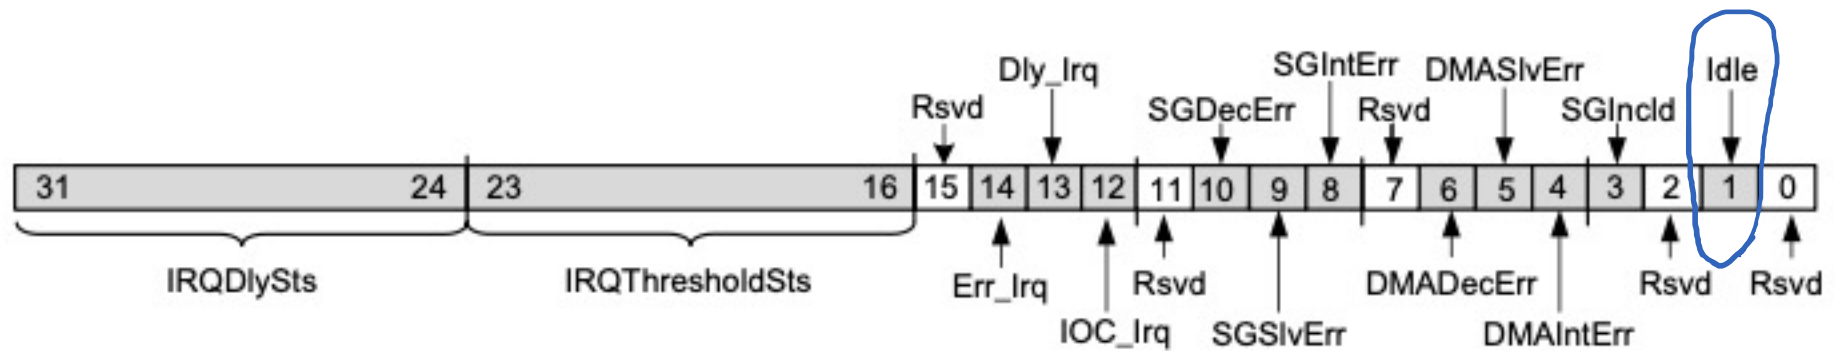 Dly_Irq SGIntErr DMASlvErr Idle
Rsvd SGDecErr Rsvd SGIncld
31 24 23 16 15 14 13 12 11 10 9 8 7 6 5 4 3 2 1 0
IRQDlySts IRQThresholdSts Err_Irq Rsvd DMADecErr Rsvd Rsvd
IOC_Irq SGSlvErr DMAIntErr